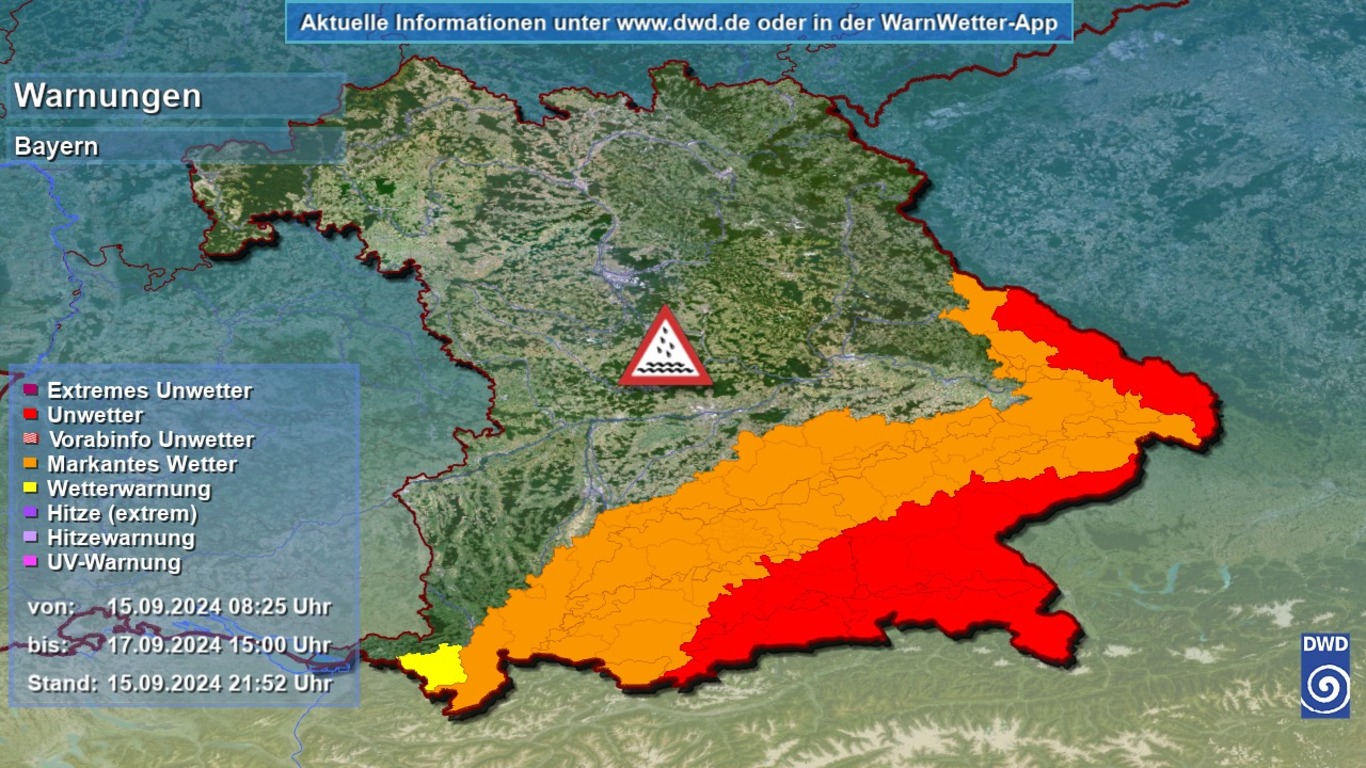 Aktuelle Informationen unter www.dwd.de oder in der WarnWetter-App
Warnungen
Bayern
Extremes Unwetter
Unwetter
Vorabinfo Unwetter
Markantes Wetter
Wetterwarnung
Hitze (extrem)
Hitzewarnung
UV-Warnung
von: 15.09.2024 08:25 Uhr
bis: 17.09.2024 15:00 Uhr
Stand: 15.09.2024 21:52 Uhr
DWD